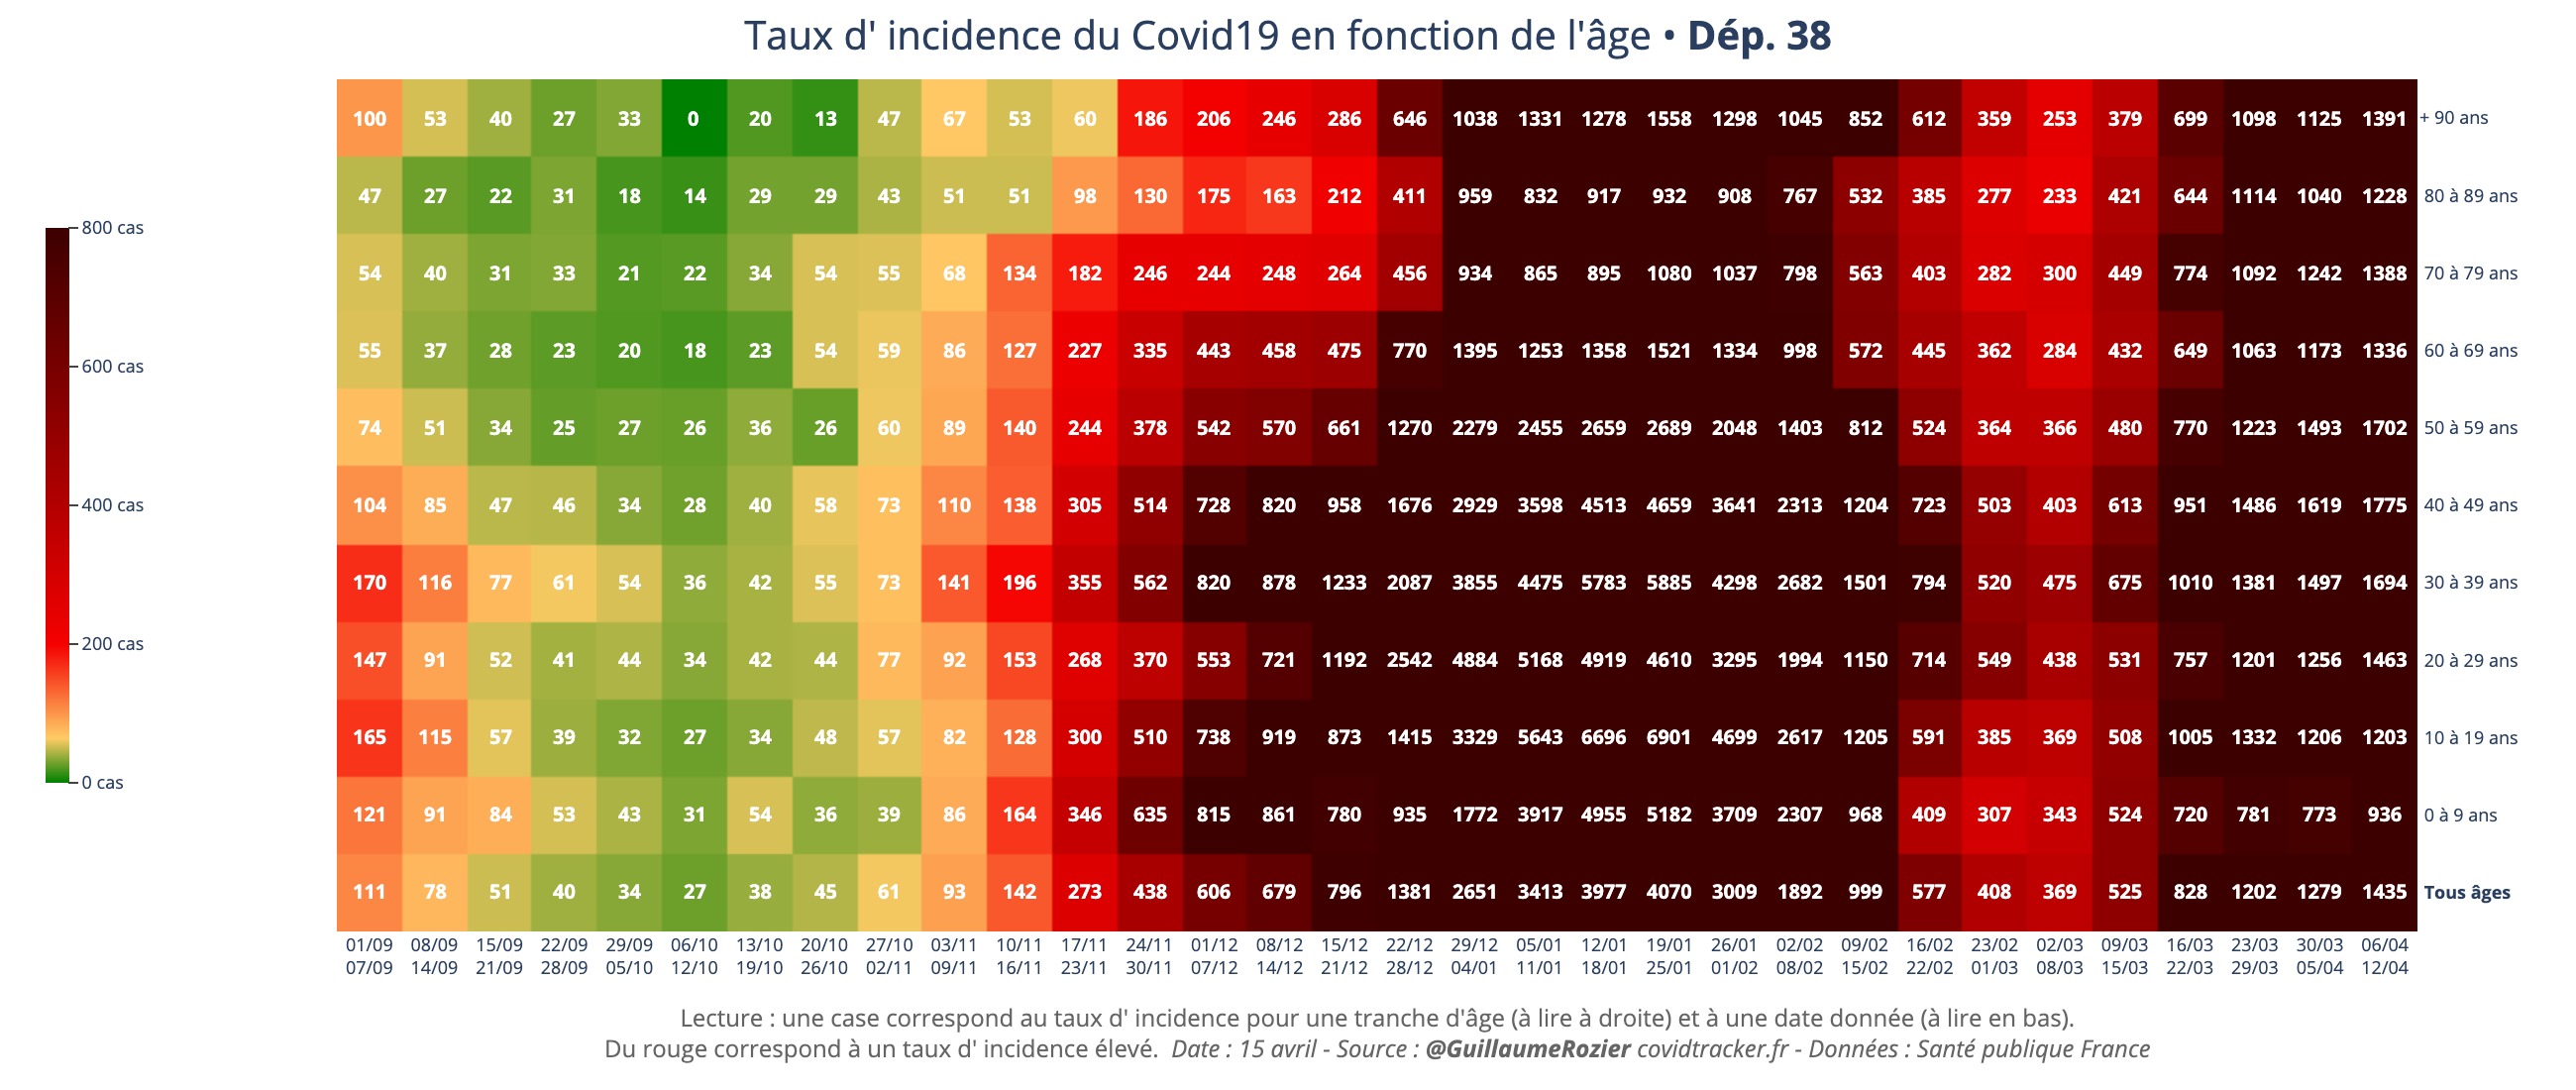 Taux d' incidence du Covid19 en fonction de l'âge • Dép. 38
100 53 40 27 33 0 20 13 47 67 53 60 186 206 246 286 646 1038 1331 1278 1558 1298 1045 852 612 359 253 379 699 1098 1125 1391 + 90 ans
47 27 22 31 18 14 29 29 43 51 51 98 130 175 163 212 411 959 832 917 932 908 767 532 385 277 233 421 644 1114 1040 1228 80 à 89 ans
800 cas
54 40 31 33 21 22 34 54 55 68 134 182 246 244 248 264 456 934 865 895 1080 1037 798 563 403 282 300 449 774 1092 1242 1388 70 à 79 ans
55 37 28 23 20 18 23 54 59 86 127 227 335 443 458 475 770 1395 1253 1358 1521 1334 998 572 445 362 284 432 649 1063 1173 1336 60 à 69 ans
600 cas
74 51 34 25 27 26 36 26 60 89 140 244 378 542 570 661 1270 2279 2455 2659 2689 2048 1403 812 524 364 366 480 770 1223 1493 1702 50 à 59 ans
400 cas
104 85 47 46 34 28 40 58 73 110 138 305 514 728 820 958 1676 2929 3598 4513 4659 3641 2313 1204 723 503 403 613 951 1486 1619 1775 40 à 49 ans
170 116 77 61 54 36 42 55 73 141 196 355 562 820 878 1233 2087 3855 4475 5783 5885 4298 2682 1501 794 520 475 675 1010 1381 1497 1694 30 à 39 ans
200 cas
147 91 52 41 44 34 42 44 77 92 153 268 370 553 721 1192 2542 4884 5168 4919 4610 3295 1994 1150 714 549 438 531 757 1201 1256 1463 20 à 29 ans
165 115 57 39 32 27 34 48 57 82 128 300 510 738 919 873 1415 3329 5643 6696 6901 4699 2617 1205 591 385 369 508 1005 1332 1206 1203 10 à 19 ans
0 cas
121 91 84 53 43 31 54 36 39 86 164 346 635 815 861 780 935 1772 3917 4955 5182 3709 2307 968 409 307 343 524 720 781 773 936 0 à 9 ans
111 78 51 40 34 27 38 45 61 93 142 273 438 606 679 796 1381 2651 3413 3977 4070 3009 1892 999 577 408 369 525 828 1202 1279 1435 Tous âges
01/09 08/09 15/09 22/09 29/09 06/10 13/10 20/10 27/10 03/11 10/11 17/11 24/11 01/12 08/12 15/12 22/12 29/12 05/01 12/01 19/01 26/01 02/02 09/02 16/02 23/02 02/03 09/03 16/03 23/03 30/03 06/04
07/09 14/09 21/09 28/09 05/10 12/10 19/10 26/10 02/11 09/11 16/11 23/11 30/11 07/12 14/12 21/12 28/12 04/01 11/01 18/01 25/01 01/02 08/02 15/02 22/02 01/03 08/03 15/03 22/03 29/03 05/04 12/04
Lecture : une case correspond au taux d' incidence pour une tranche d'âge (à lire à droite) et à une date donnée (à lire en bas).
Du rouge correspond à un taux d' incidence élevé. Date : 15 avril - Source : @GuillaumeRozier covidtracker.fr - Données : Santé publique France